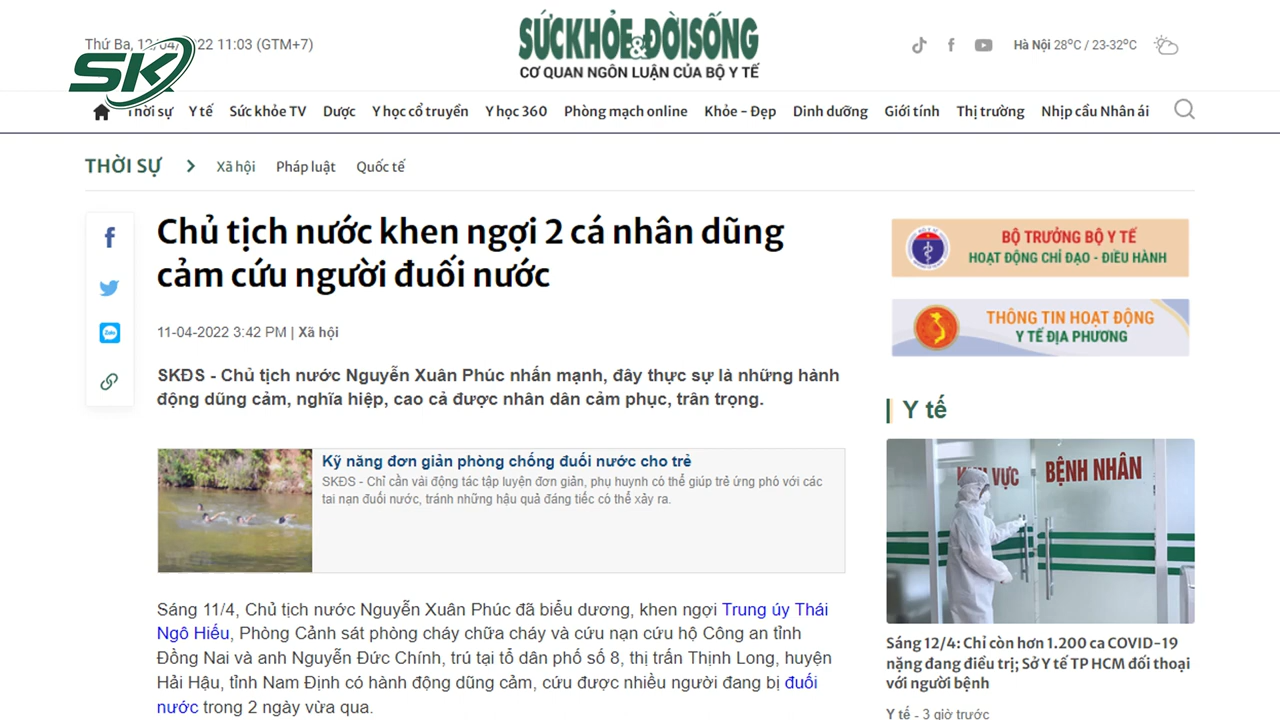 Thứ Ba, 12/04/2022 11:03 (GTM+7)
SK
SỨC KHỎE & ĐỜI SỐNG
CƠ QUAN NGÔN LUẬN CỦA BỘ Y TẾ
Hà Nội 28°C / 23-32°C
Thời sự Y tế Sức khỏe TV Dược Y học cổ truyền Y học 360 Phòng mạch online Khỏe - Đẹp Dinh dưỡng Giới tính Thị trường Nhịp cầu Nhân ái
THỜI SỰ Xã hội Pháp luật Quốc tế
Chủ tịch nước khen ngợi 2 cá nhân dũng
cảm cứu người đuối nước
11-04-2022 3:42 PM | Xã hội
SKĐS - Chủ tịch nước Nguyễn Xuân Phúc nhấn mạnh, đây thực sự là những hành
động dũng cảm, nghĩa hiệp, cao cả được nhân dân cảm phục, trân trọng.
Kỹ năng đơn giản phòng chống đuối nước cho trẻ
SKĐS - Chỉ cần vài động tác tập luyện đơn giản, phụ huynh có thể giúp trẻ ứng phó với các
tai nạn đuối nước, tránh những hậu quả đáng tiếc có thể xảy ra.
Sáng 11/4, Chủ tịch nước Nguyễn Xuân Phúc đã biểu dương, khen ngợi Trung úy Thái
Ngô Hiếu, Phòng Cảnh sát phòng cháy chữa cháy và cứu nạn cứu hộ Công an tỉnh
Đồng Nai và anh Nguyễn Đức Chính, trú tại tổ dân phố số 8, thị trấn Thịnh Long, huyện
Hải Hậu, tỉnh Nam Định có hành động dũng cảm, cứu được nhiều người đang bị đuối
nước trong 2 ngày vừa qua.
BỘ TRƯỞNG BỘ Y TẾ
HOẠT ĐỘNG CHỈ ĐẠO - ĐIỀU HÀNH
THÔNG TIN HOẠT ĐỘNG
Y TẾ ĐỊA PHƯƠNG
Y tế
KHU VỰC BỆNH NHÂN
Sáng 12/4: Chỉ còn hơn 1.200 ca COVID-19
nặng đang điều trị; Sở Y tế TP HCM đối thoại
với người bệnh
Y tế - 3 giờ trước